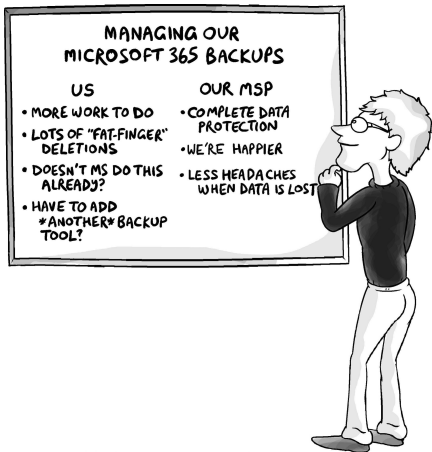 MANAGING OUR
MICROSOFT 365 BACKUPS
US
• MORE WORK TO DO
• LOTS OF "FAT-FINGER"
DELETIONS
• DOESN'T MS DO THIS
ALREADY?
• HAVE TO ADD
*ANOTHER* BACKUP
TOOL?
OUR MSP
• COMPLETE DATA
PROTECTION
• WE'RE HAPPIER
• LESS HEADACHES
WHEN DATA IS LOST